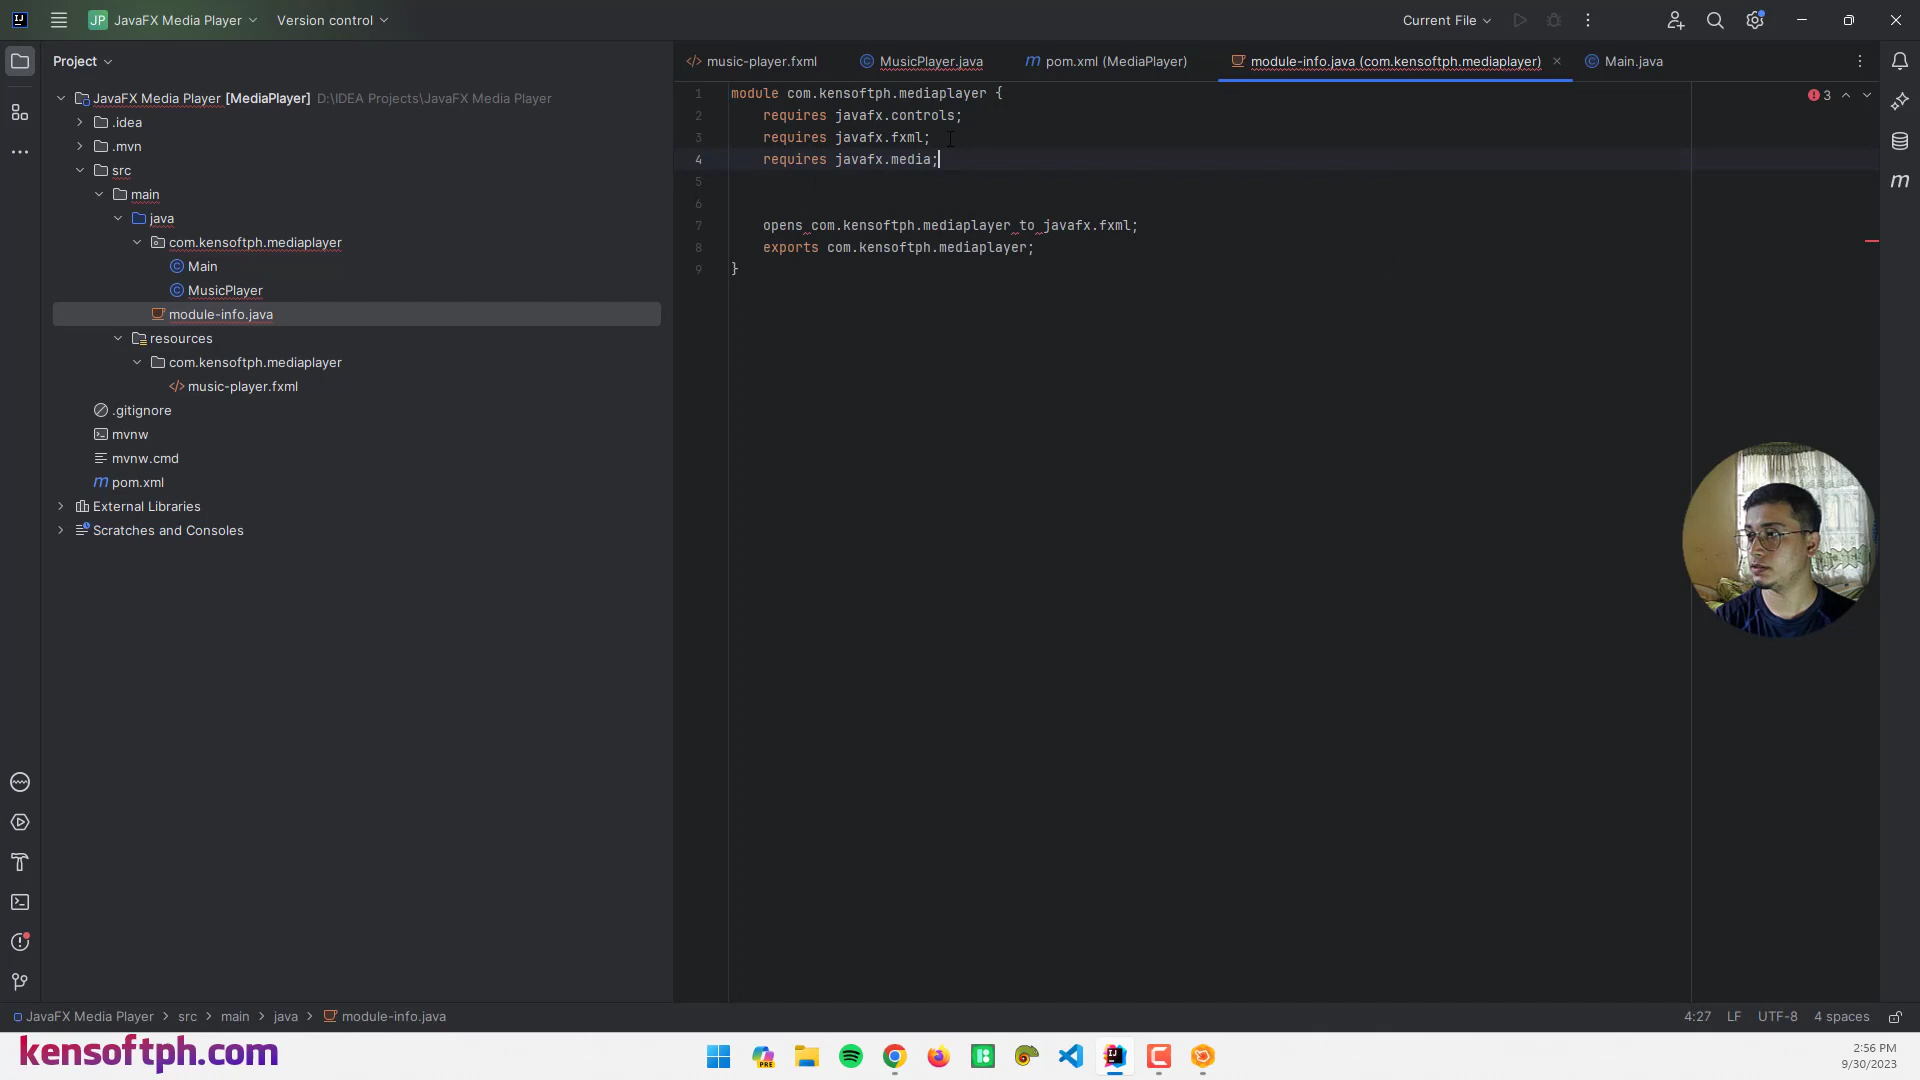 JP JavaFX Media Player Version control Current File
Project
music-player.fxml MusicPlayer.java pom.xml (MediaPlayer) module-info.java (com.kensoftph.mediaplayer) Main.java
JavaFX Media Player [MediaPlayer] D:\IDEA Projects\JavaFX Media Player
.idea
.mvn
src
main
java
com.kensoftph.mediaplayer
Main
MusicPlayer
module-info.java
resources
com.kensoftph.mediaplayer
music-player.fxml
.gitignore
mvnw
mvnw.cmd
pom.xml
External Libraries
Scratches and Consoles
3
1 module com.kensoftph.mediaplayer {
2 requires javafx.controls;
3 requires javafx.fxml;
4 requires javafx.media;
5
6
7 opens com.kensoftph.mediaplayer to javafx.fxml;
8 exports com.kensoftph.mediaplayer;
9 }
JavaFX Media Player > src > main > java > module-info.java 4:27 LF UTF-8 4 spaces
kensoftph.com
PRE
2:56 PM
9/30/2023